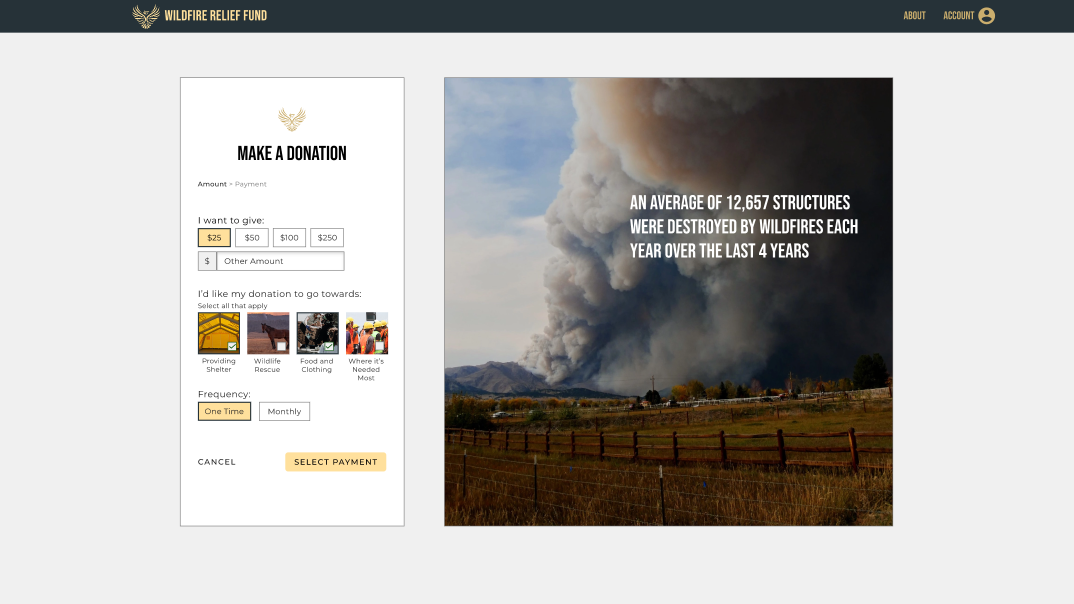 WILDFIRE RELIEF FUND
ABOUT
ACCOUNT
MAKE A DONATION
Amount > Payment
I want to give:
$25 $50 $100 $250
$ Other Amount
I'd like my donation to go towards:
Select all that apply
Providing Shelter
Wildlife Rescue
Food and Clothing
Where it's Needed Most
Frequency:
One Time Monthly
CANCEL SELECT PAYMENT
AN AVERAGE OF 12,657 STRUCTURES
WERE DESTROYED BY WILDFIRES EACH
YEAR OVER THE LAST 4 YEARS